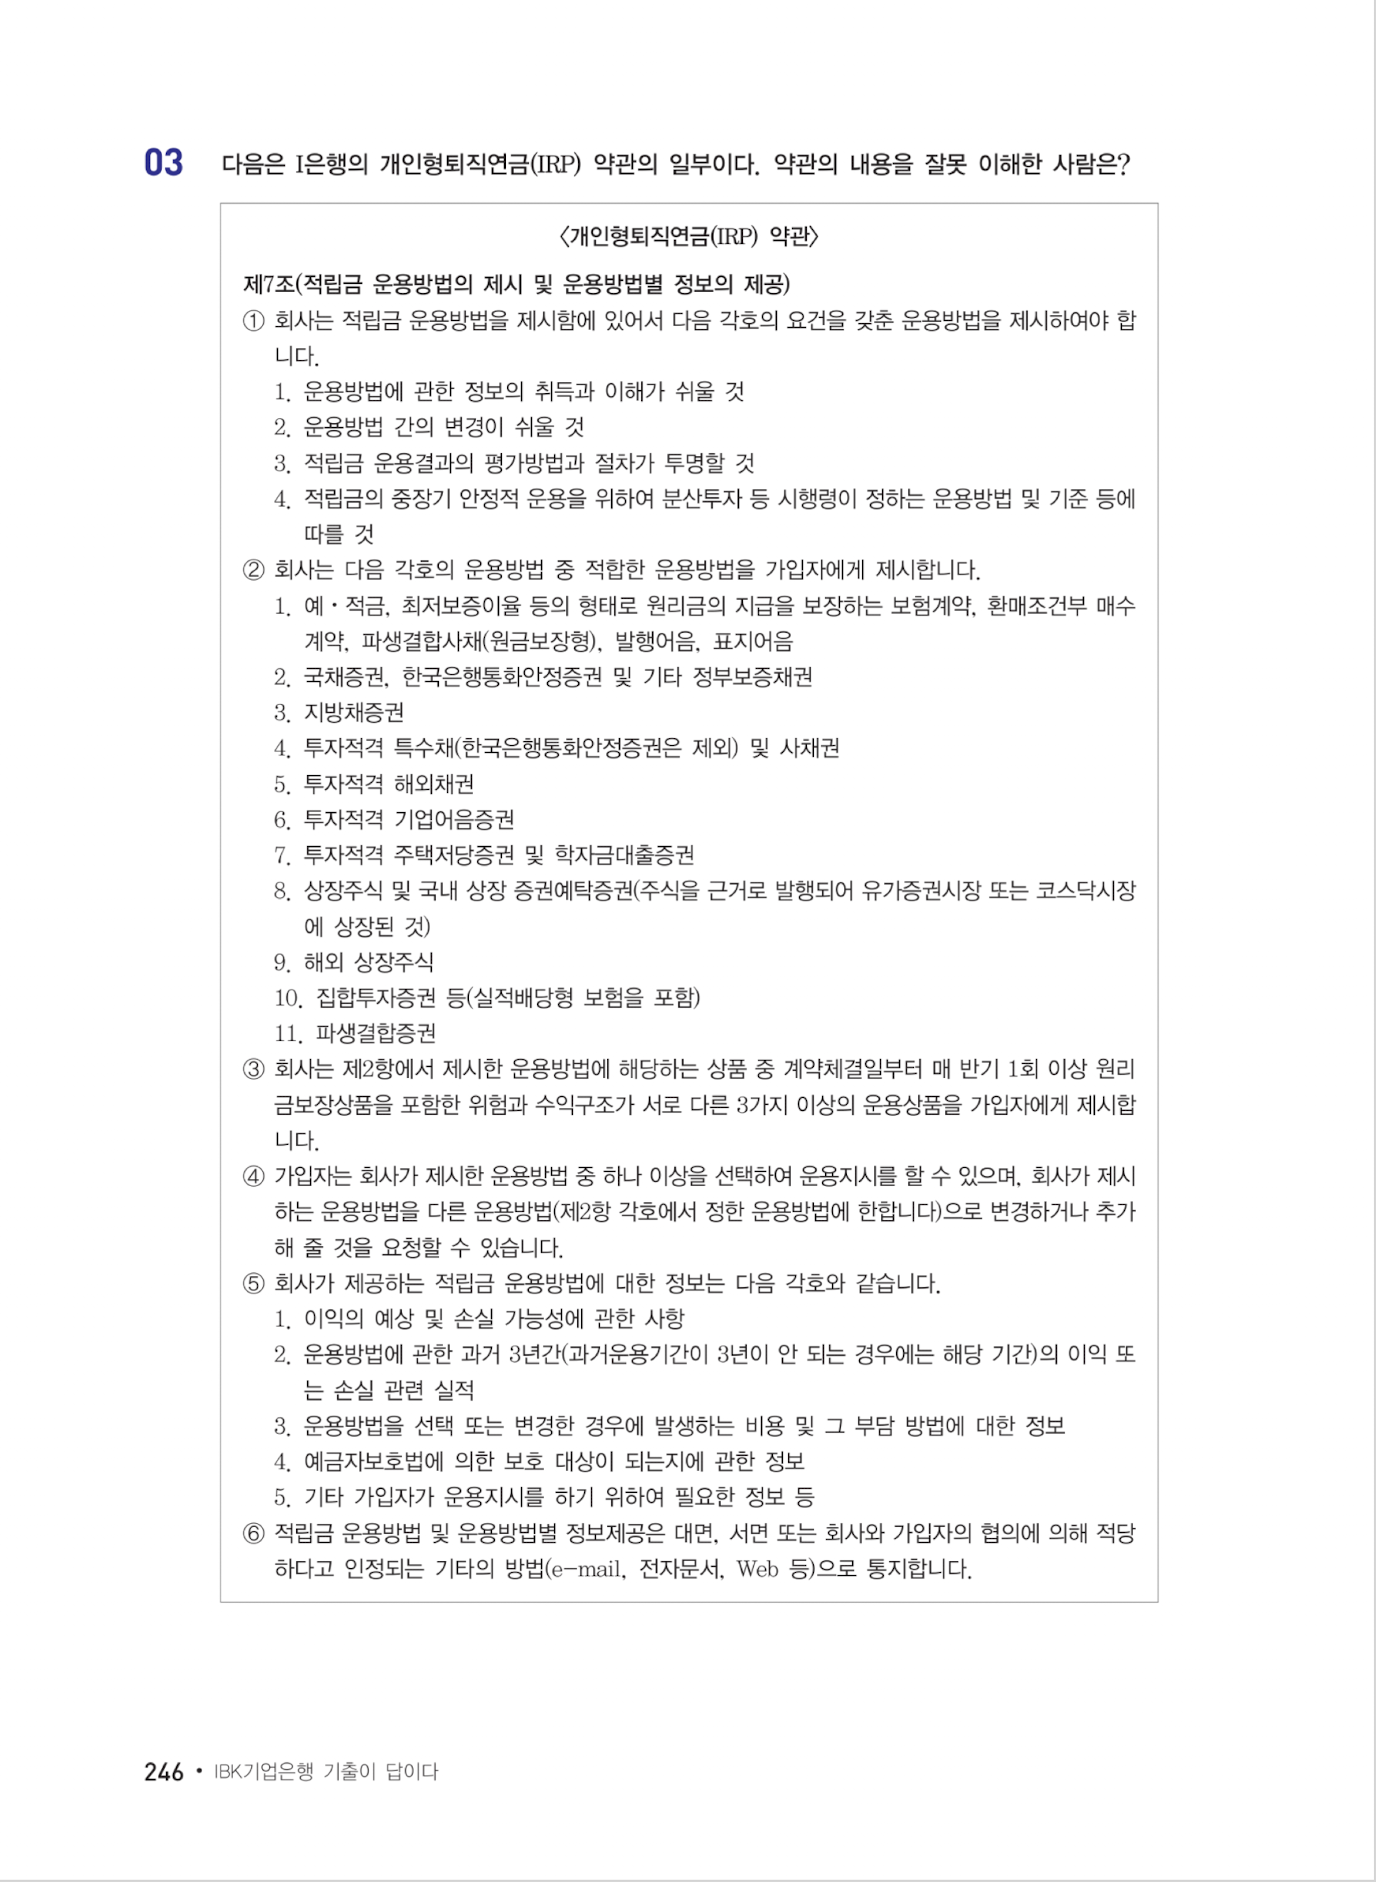 03 다음은 I은행의 개인형퇴직연금(IRP) 약관의 일부이다. 약관의 내용을 잘못 이해한 사람은?
〈개인형퇴직연금(IRP) 약관〉
제7조(적립금 운용방법의 제시 및 운용방법별 정보의 제공)
① 회사는 적립금 운용방법을 제시함에 있어서 다음 각호의 요건을 갖춘 운용방법을 제시하여야 합
니다.
1. 운용방법에 관한 정보의 취득과 이해가 쉬울 것
2. 운용방법 간의 변경이 쉬울 것
3. 적립금 운용결과의 평가방법과 절차가 투명할 것
4. 적립금의 중장기 안정적 운용을 위하여 분산투자 등 시행령이 정하는 운용방법 및 기준 등에
따를 것
② 회사는 다음 각호의 운용방법 중 적합한 운용방법을 가입자에게 제시합니다.
1. 예·적금, 최저보증이율 등의 형태로 원리금의 지급을 보장하는 보험계약, 환매조건부 매수
계약, 파생결합사채(원금보장형), 발행어음, 표지어음
2. 국채증권, 한국은행통화안정증권 및 기타 정부보증채권
3. 지방채증권
4. 투자적격 특수채(한국은행통화안정증권은 제외) 및 사채권
5. 투자적격 해외채권
6. 투자적격 기업어음증권
7. 투자적격 주택저당증권 및 학자금대출증권
8. 상장주식 및 국내 상장 증권예탁증권(주식을 근거로 발행되어 유가증권시장 또는 코스닥시장
에 상장된 것)
9. 해외 상장주식
10. 집합투자증권 등(실적배당형 보험을 포함)
11. 파생결합증권
③ 회사는 제2항에서 제시한 운용방법에 해당하는 상품 중 계약체결일부터 매 반기 1회 이상 원리
금보장상품을 포함한 위험과 수익구조가 서로 다른 3가지 이상의 운용상품을 가입자에게 제시합
니다.
④ 가입자는 회사가 제시한 운용방법 중 하나 이상을 선택하여 운용지시를 할 수 있으며, 회사가 제시
하는 운용방법을 다른 운용방법(제2항 각호에서 정한 운용방법에 한합니다)으로 변경하거나 추가
해 줄 것을 요청할 수 있습니다.
⑤ 회사가 제공하는 적립금 운용방법에 대한 정보는 다음 각호와 같습니다.
1. 이익의 예상 및 손실 가능성에 관한 사항
2. 운용방법에 관한 과거 3년간(과거운용기간이 3년이 안 되는 경우에는 해당 기간)의 이익 또
는 손실 관련 실적
3. 운용방법을 선택 또는 변경한 경우에 발생하는 비용 및 그 부담 방법에 대한 정보
4. 예금자보호법에 의한 보호 대상이 되는지에 관한 정보
5. 기타 가입자가 운용지시를 하기 위하여 필요한 정보 등
⑥ 적립금 운용방법 및 운용방법별 정보제공은 대면, 서면 또는 회사와 가입자의 협의에 의해 적당
하다고 인정되는 기타의 방법(e-mail, 전자문서, Web 등)으로 통지합니다.
246 • IBK기업은행 기출이 답이다